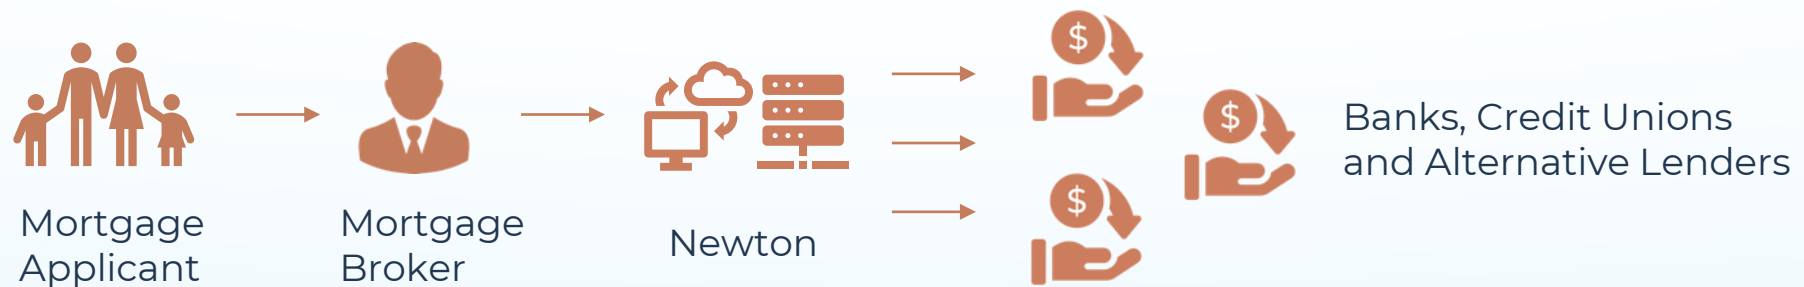 $
$
$
Banks, Credit Unions
and Alternative Lenders
Mortgage
Applicant
Mortgage
Broker
Newton